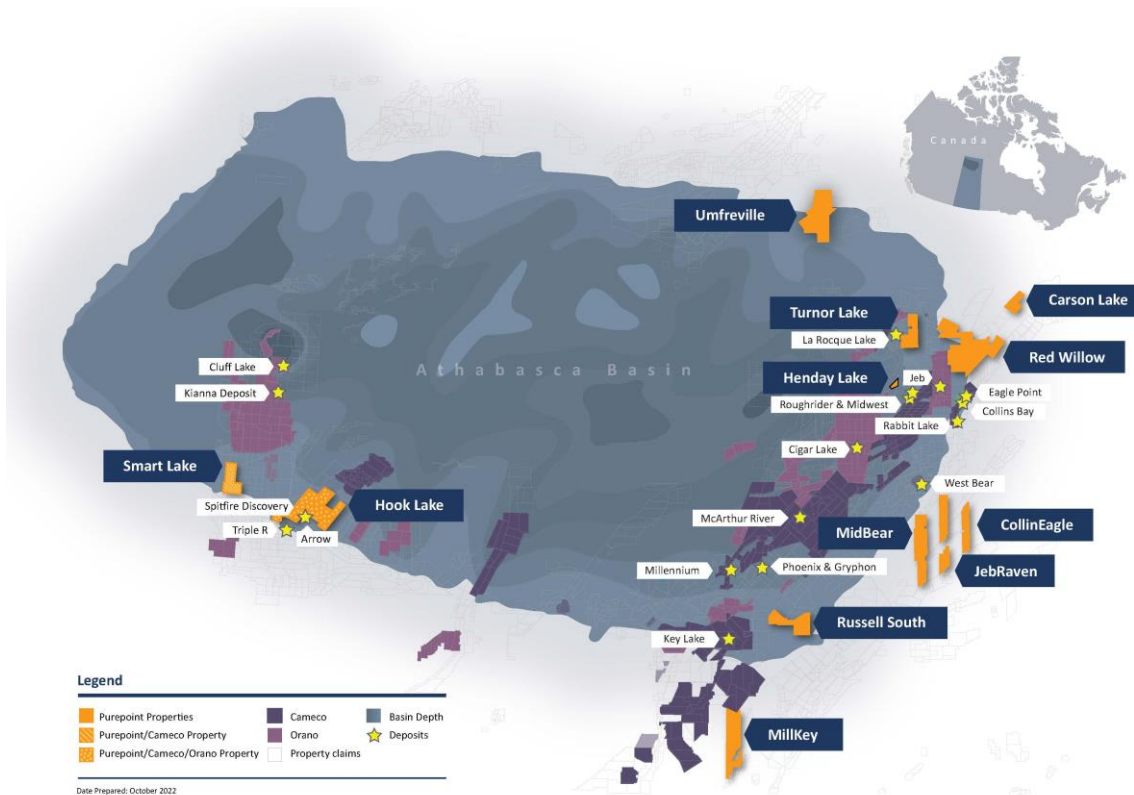 Canada
Umfreville
Carson Lake
Turnor Lake
La Rocque Lake
Red Willow
Cluff Lake
Athabasca Basin
Henday Lake
Jeb
Kianna Deposit
Eagle Point
Roughrider & Midwest
Collins Bay
Rabbit Lake
Cigar Lake
Smart Lake
West Bear
Spitfire Discovery
Hook Lake
McArthur River
CollinEagle
Triple R
Arrow
MidBear
Millennium
Phoenix & Gryphon
JebRaven
Russell South
Key Lake
MillKey
Legend
Purepoint Properties
Purepoint/Cameco Property
Purepoint/Cameco/Orano Property
Cameco
Orano
Property claims
Basin Depth
Deposits
Date Prepared: October 2022